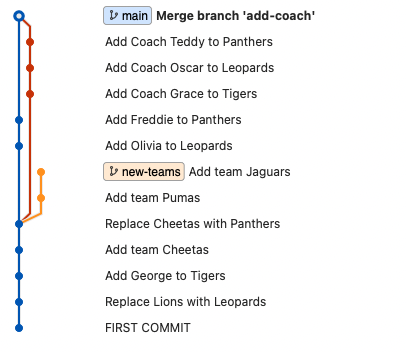 main Merge branch 'add-coach'
Add Coach Teddy to Panthers
Add Coach Oscar to Leopards
Add Coach Grace to Tigers
Add Freddie to Panthers
Add Olivia to Leopards
new-teams Add team Jaguars
Add team Pumas
Replace Cheetas with Panthers
Add team Cheetas
Add George to Tigers
Replace Lions with Leopards
FIRST COMMIT